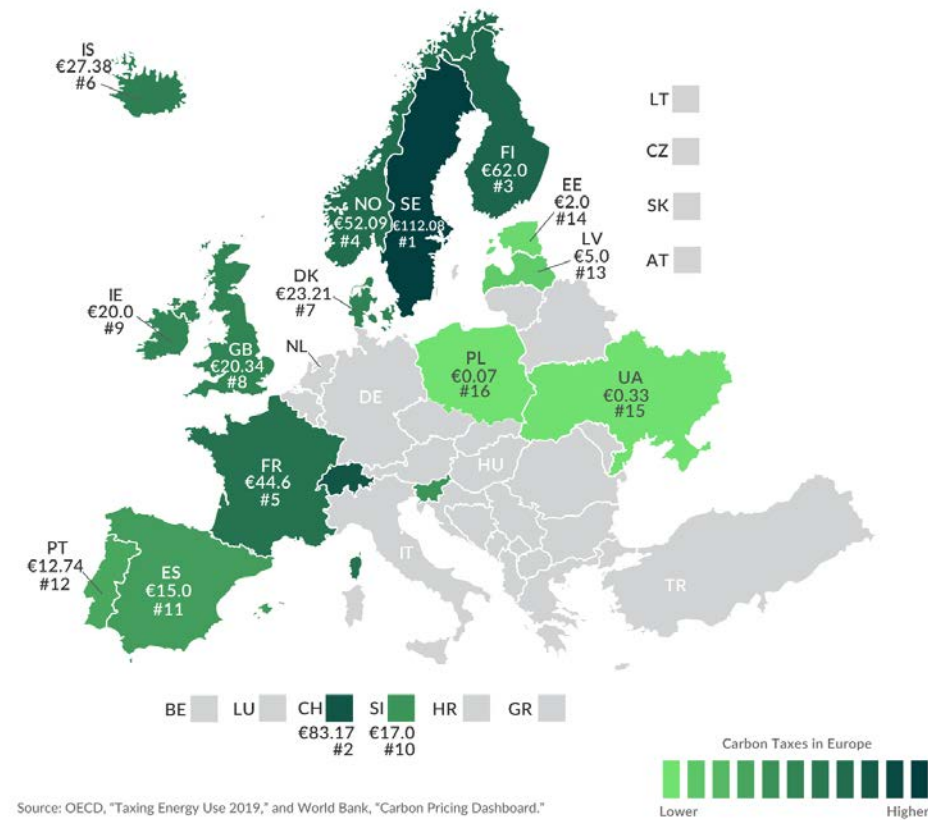 IS
€27.38
#6
LT
CZ
SK
AT
FI
€62.0
#3
EE
€2.0
#14
NO
€52.09
#4
SE
€112.08
#1
LV
€5.0
#13
DK
€23.21
#7
IE
€20.0
#9
GB
€20.34
#8
NL
DE
PL
€0.07
#16
UA
€0.33
#15
FR
€44.6
#5
HU
IT
TR
PT
€12.74
#12
ES
€15.0
#11
BE
LU
CH
€83.17
#2
SI
€17.0
#10
HR
GR
Carbon Taxes in Europe
Lower
Higher
Source: OECD, "Taxing Energy Use 2019," and World Bank, "Carbon Pricing Dashboard."